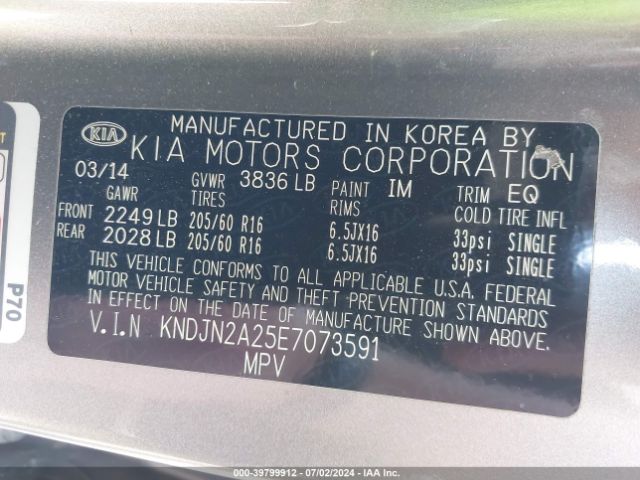 KIA
MANUFACTURED IN KOREA BY
KIA MOTORS CORPORATION
03/14 GVWR 3836 LB PAINT IM TRIM EQ
GAWR TIRES RIMS COLD TIRE INFL
FRONT 2249 LB 205/60 R16 6.5JX16 33psi SINGLE
REAR 2028 LB 205/60 R16 6.5JX16 33psi SINGLE
THIS VEHICLE CONFORMS TO ALL APPLICABLE U.S.A. FEDERAL
MOTOR VEHICLE SAFETY AND THEFT PREVENTION STANDARDS
IN EFFECT ON THE DATE OF MANUFACTURE SHOWN ABOVE.
V.I.N KNDJN2A25E7073591
MPV
P70
© COPART 39799912 - 07/02/2024 - IAA Inc.